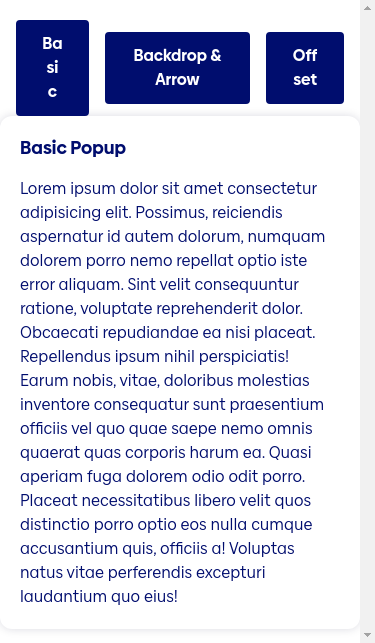 Ba
si
c
Backdrop &
Arrow
Off
set
Basic Popup
Lorem ipsum dolor sit amet consectetur
adipisicing elit. Possimus, reiciendis
aspernatur id autem dolorum, numquam
dolorem porro nemo repellat optio iste
error aliquam. Sint velit consequuntur
ratione, voluptate reprehenderit dolor.
Obcaecati repudiandae ea nisi placeat.
Repellendus ipsum nihil perspiciatis!
Earum nobis, vitae, doloribus molestias
inventore consequatur sunt praesentium
officiis vel quo quae saepe nemo omnis
quaerat quas corporis harum ea. Quasi
aperiam fuga dolorem odio odit porro.
Placeat necessitatibus libero velit quos
distinctio porro optio eos nulla cumque
accusantium quis, officiis a! Voluptas
natus vitae perferendis excepturi
laudantium quo eius!